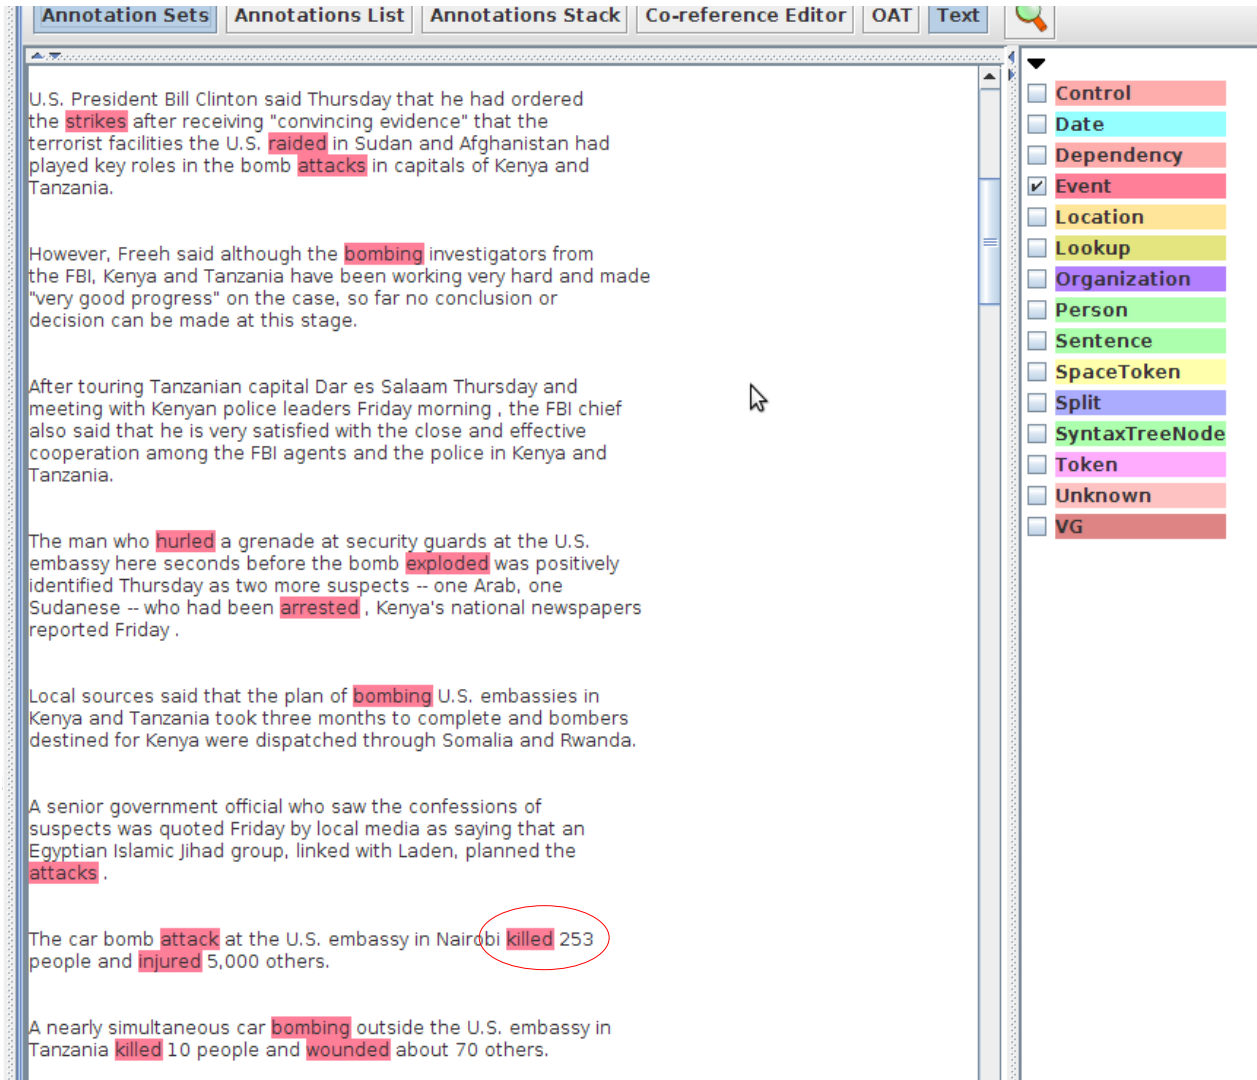 Annotation Sets Annotations List Annotations Stack Co-reference Editor OAT Text
U.S. President Bill Clinton said Thursday that he had ordered
the strikes after receiving "convincing evidence" that the
terrorist facilities the U.S. raided in Sudan and Afghanistan had
played key roles in the bomb attacks in capitals of Kenya and
Tanzania.
However, Freeh said although the bombing investigators from
the FBI, Kenya and Tanzania have been working very hard and made
"very good progress" on the case, so far no conclusion or
decision can be made at this stage.
After touring Tanzanian capital Dar es Salaam Thursday and
meeting with Kenyan police leaders Friday morning , the FBI chief
also said that he is very satisfied with the close and effective
cooperation among the FBI agents and the police in Kenya and
Tanzania.
The man who hurled a grenade at security guards at the U.S.
embassy here seconds before the bomb exploded was positively
identified Thursday as two more suspects -- one Arab, one
Sudanese -- who had been arrested , Kenya's national newspapers
reported Friday .
Local sources said that the plan of bombing U.S. embassies in
Kenya and Tanzania took three months to complete and bombers
destined for Kenya were dispatched through Somalia and Rwanda.
A senior government official who saw the confessions of
suspects was quoted Friday by local media as saying that an
Egyptian Islamic Jihad group, linked with Laden, planned the
attacks .
The car bomb attack at the U.S. embassy in Nairobi killed 253
people and injured 5,000 others.
A nearly simultaneous car bombing outside the U.S. embassy in
Tanzania killed 10 people and wounded about 70 others.
Control
Date
Dependency
Event
Location
Lookup
Organization
Person
Sentence
SpaceToken
Split
SyntaxTreeNode
Token
Unknown
VG